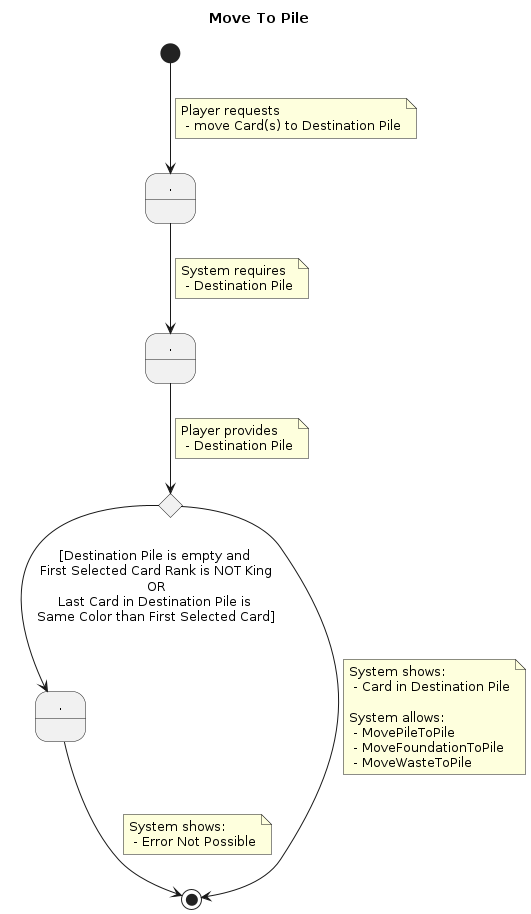 Move To Pile
Player requests
- move Card(s) to Destination Pile
.
System requires
- Destination Pile
.
Player provides
- Destination Pile
[Destination Pile is empty and
First Selected Card Rank is NOT King
OR
Last Card in Destination Pile is
Same Color than First Selected Card]
System shows:
- Card in Destination Pile
System allows:
- MovePileToPile
- MoveFoundationToPile
- MoveWasteToPile
.
System shows:
- Error Not Possible